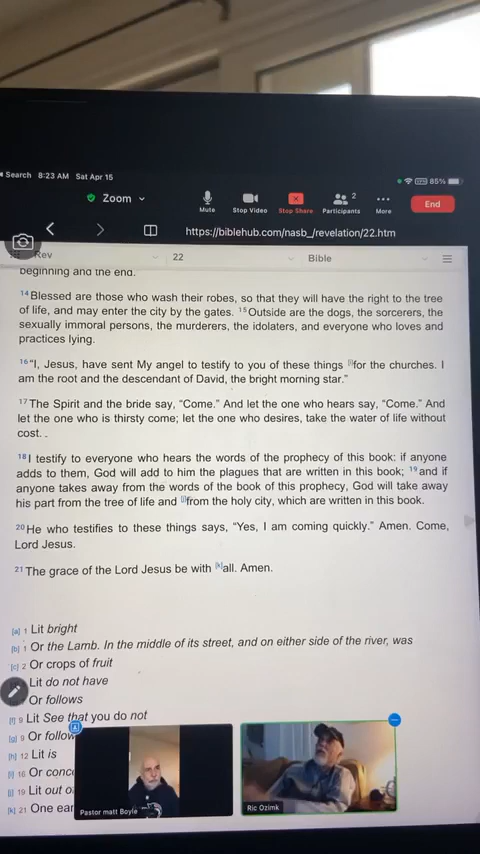 Search 8:23 AM Sat Apr 15
85%
Zoom
2
Mute Stop Video Stop Share Participants More
End
https://biblehub.com/nasb_/revelation/22.htm
Rev 22 Bible
beginning and the end.
14 Blessed are those who wash their robes, so that they will have the right to the tree
of life, and may enter the city by the gates. 15 Outside are the dogs, the sorcerers, the
sexually immoral persons, the murderers, the idolaters, and everyone who loves and
practices lying.
16 “I, Jesus, have sent My angel to testify to you of these things [i]for the churches. I
am the root and the descendant of David, the bright morning star.”
17 The Spirit and the bride say, “Come.” And let the one who hears say, “Come.” And
let the one who is thirsty come; let the one who desires, take the water of life without
cost.
18 I testify to everyone who hears the words of the prophecy of this book: if anyone
adds to them, God will add to him the plagues that are written in this book; 19 and if
anyone takes away from the words of the book of this prophecy, God will take away
his part from the tree of life and [j]from the holy city, which are written in this book.
20 He who testifies to these things says, “Yes, I am coming quickly.” Amen. Come,
Lord Jesus.
21 The grace of the Lord Jesus be with [k]all. Amen.
[a] 1 Lit bright
[b] 1 Or the Lamb. In the middle of its street, and on either side of the river, was
[c] 2 Or crops of fruit
Lit do not have
Or follows
[f] 9 Lit See that you do not
[g] 9 Or follow
[h] 12 Lit is
[i] 16 Or conc
[j] 19 Lit out o
[k] 21 One ear
Pastor matt Boyle
Ric Ozimk